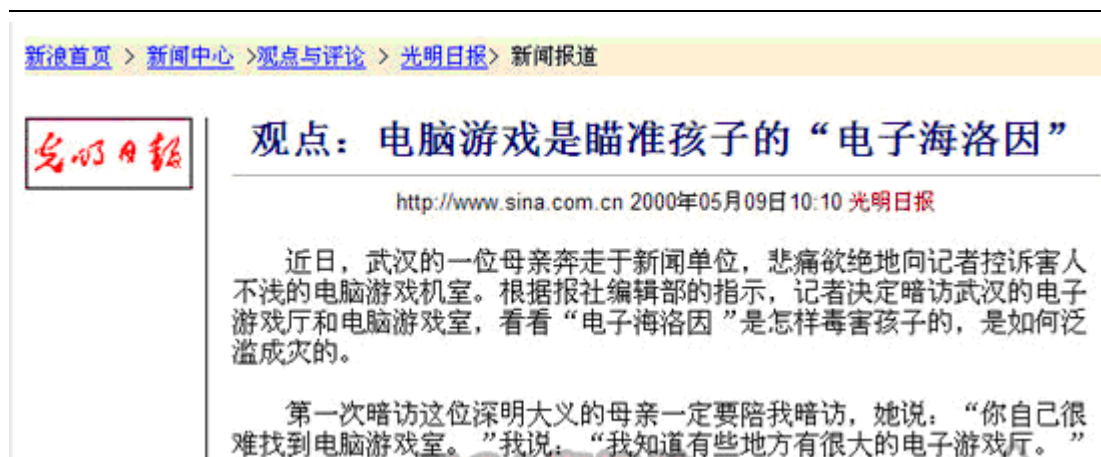 新浪首页 > 新闻中心 >观点与评论 > 光明日报> 新闻报道
光明日报
观点：电脑游戏是瞄准孩子的“电子海洛因”
http://www.sina.com.cn 2000年05月09日10:10 光明日报
近日，武汉的一位母亲奔走于新闻单位，悲痛欲绝地向记者控诉害人
不浅的电脑游戏机室。根据报社编辑部的指示，记者决定暗访武汉的电子
游戏厅和电脑游戏室，看看“电子海洛因”是怎样毒害孩子的，是如何泛
滥成灾的。
第一次暗访这位深明大义的母亲一定要陪我暗访，她说：“你自己很
难找到电脑游戏室。”我说：“我知道有些地方有很大的电子游戏厅。”